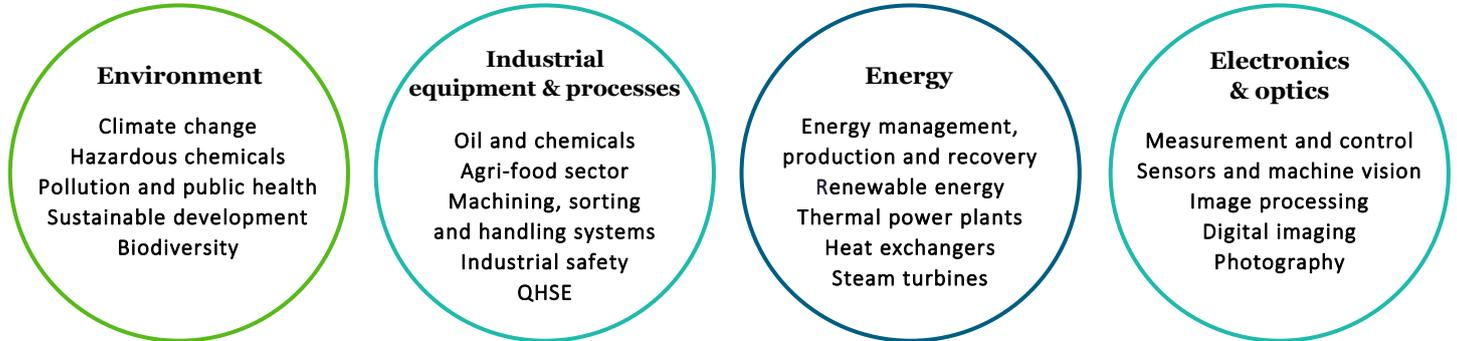 Environment
Climate change
Hazardous chemicals
Pollution and public health
Sustainable development
Biodiversity
Industrial
equipment & processes
Oil and chemicals
Agri-food sector
Machining, sorting
and handling systems
Industrial safety
QHSE
Energy
Energy management,
production and recovery
Renewable energy
Thermal power plants
Heat exchangers
Steam turbines
Electronics
& optics
Measurement and control
Sensors and machine vision
Image processing
Digital imaging
Photography